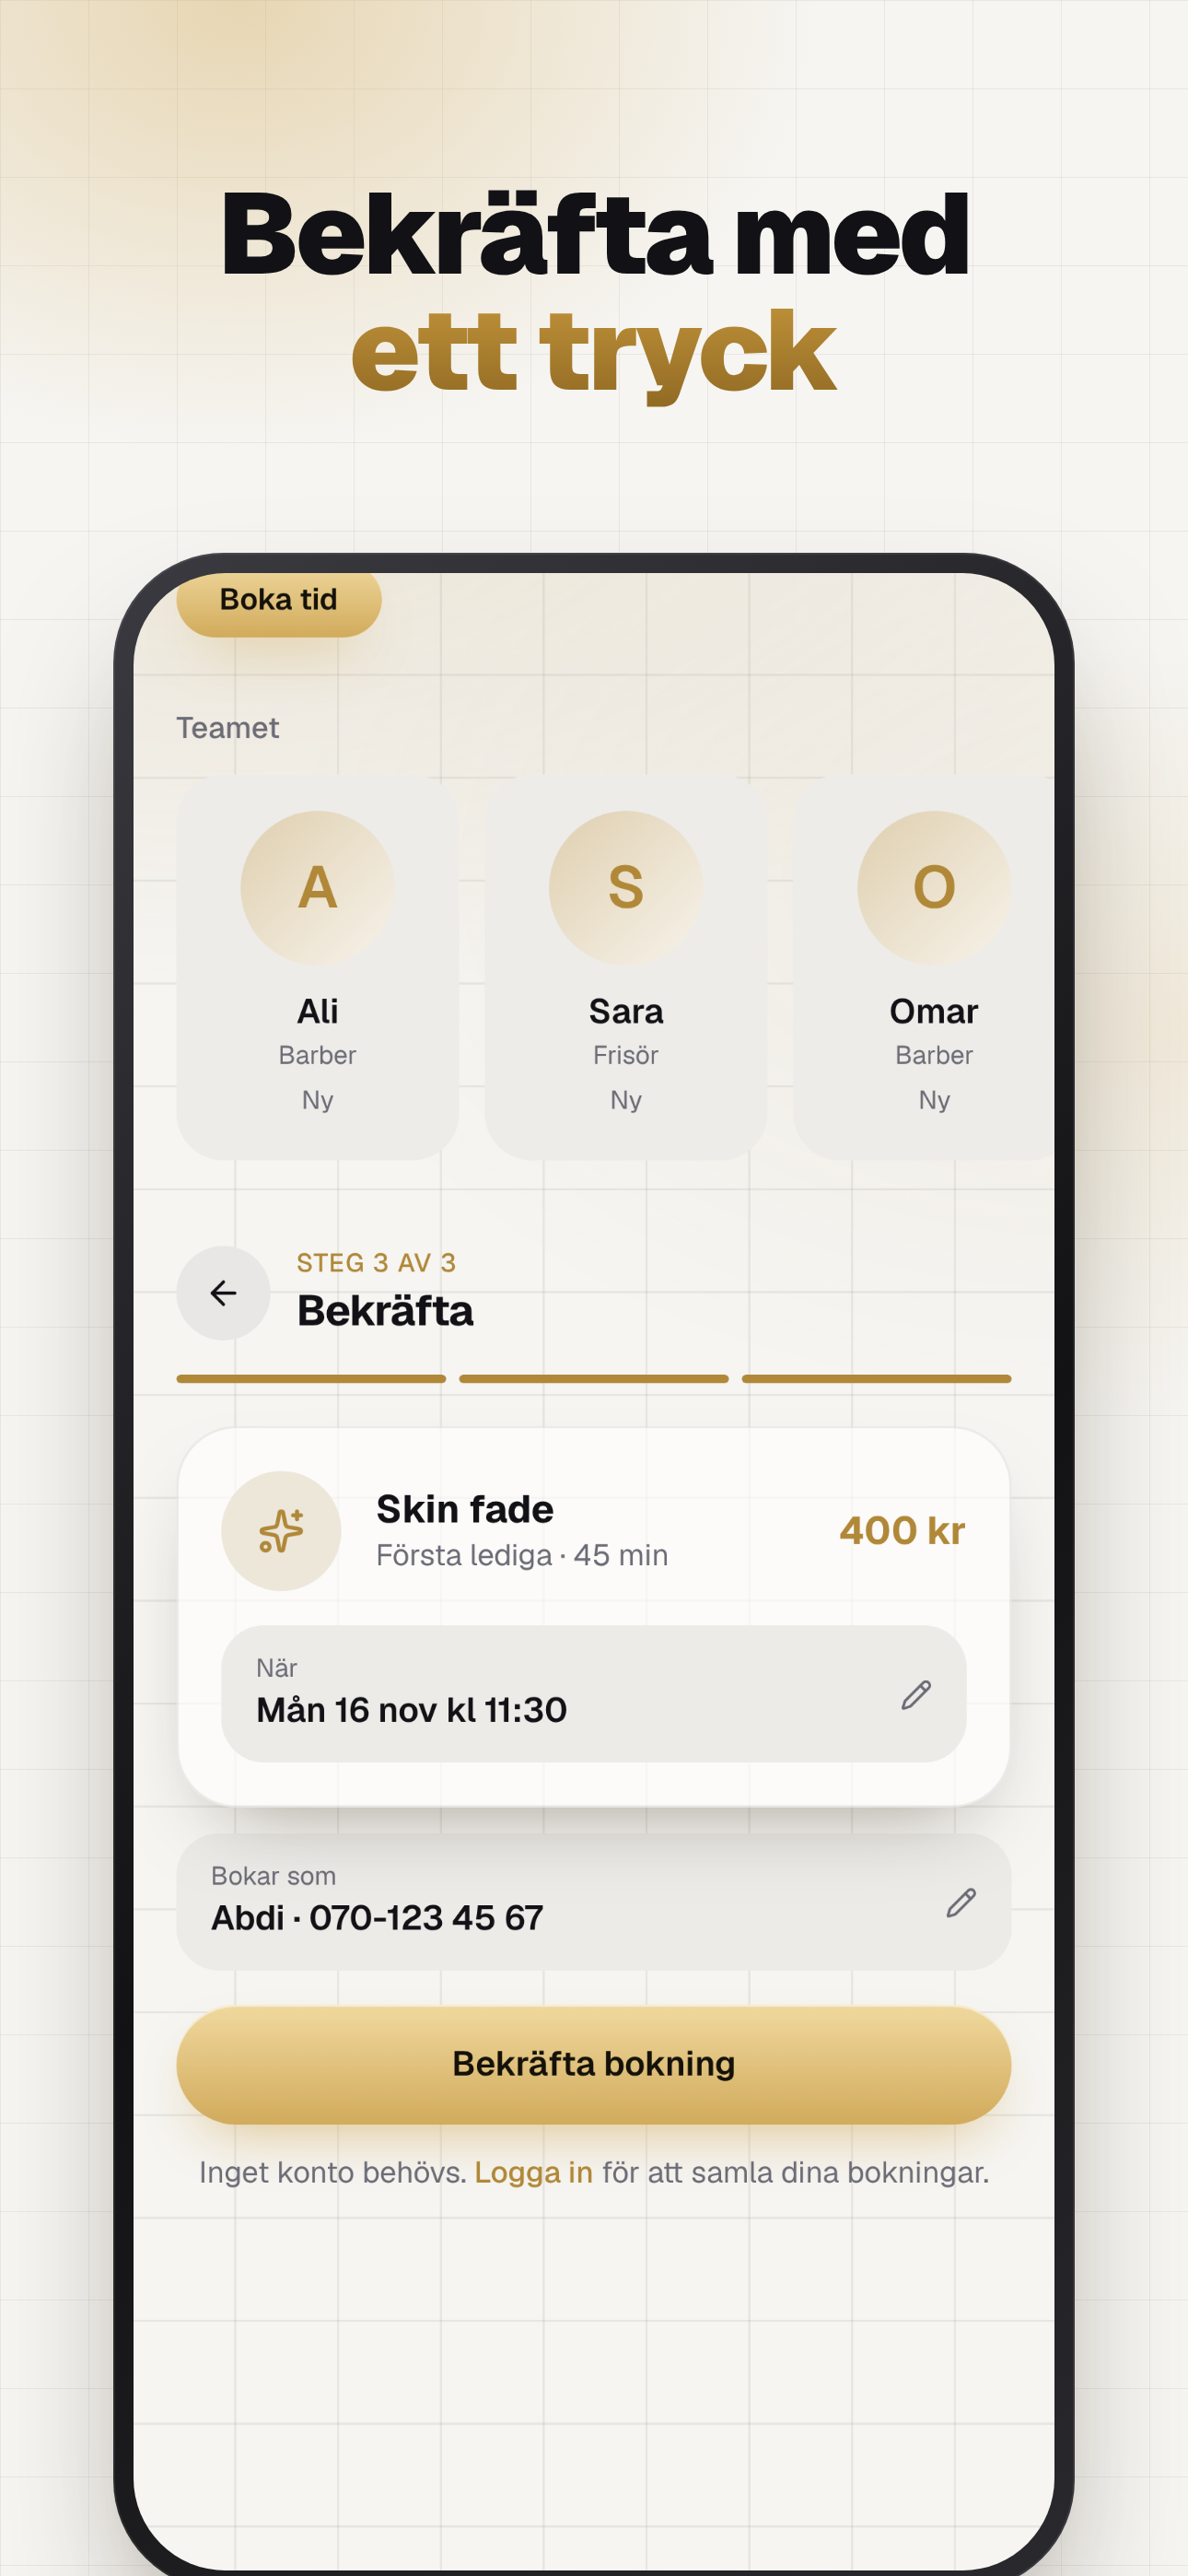 Bekräfta med
ett tryck
Boka tid
Teamet
A
S
O
Ali
Sara
Omar
Barber
Frisör
Barber
Ny
Ny
Ny
STEG 3 AV 3
Bekräfta
Skin fade
400 kr
Första lediga · 45 min
När
Mån 16 nov kl 11:30
Bokar som
Abdi · 070-123 45 67
Bekräfta bokning
Inget konto behövs. Logga in för att samla dina bokningar.